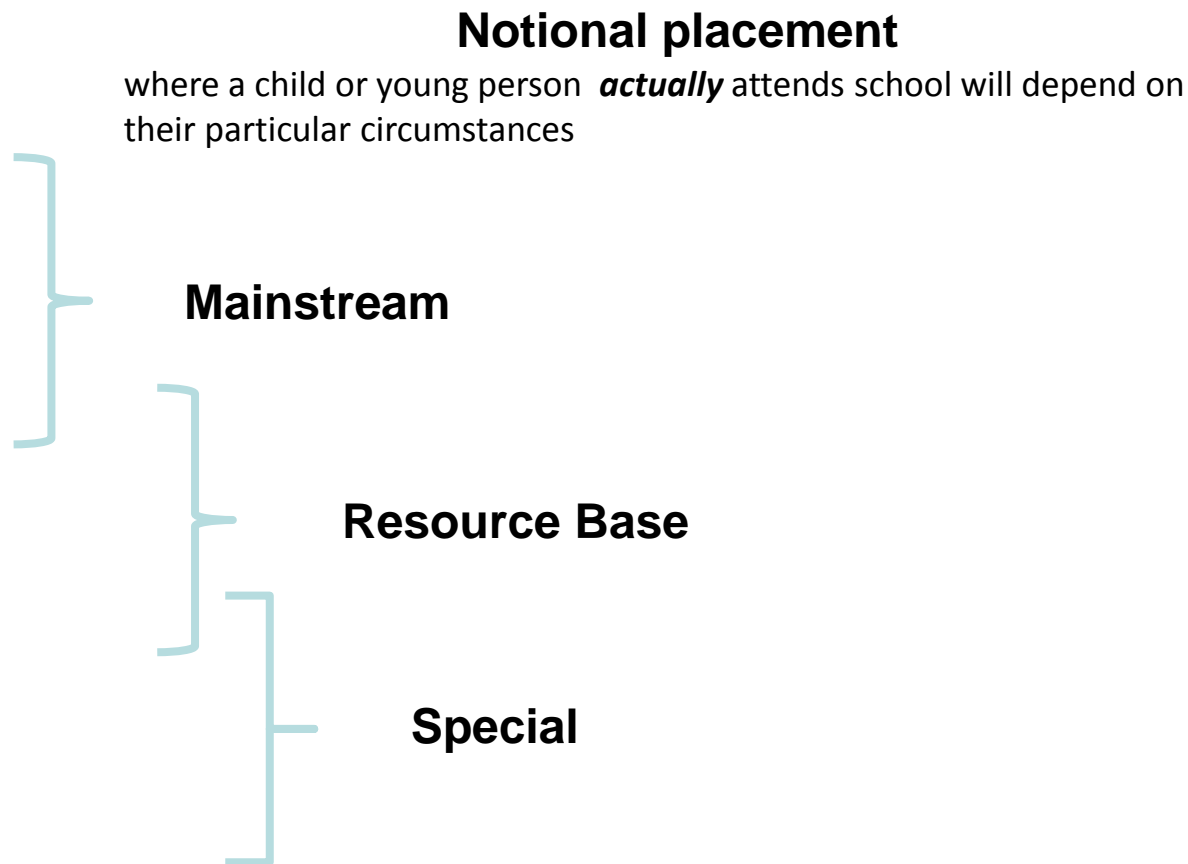 Notional placement
where a child or young person actually attends school will depend on
their particular circumstances
Mainstream
Resource Base
Special